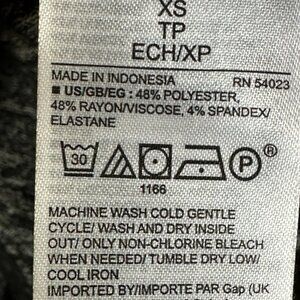 XS
TP
ECH/XP
MADE IN INDONESIA RN 54023
■ US/GB/EG : 48% POLYESTER,
48% RAYON/VISCOSE, 4% SPANDEX/
ELASTANE
30 P ®
1166
MACHINE WASH COLD GENTLE
CYCLE/ WASH AND DRY INSIDE
OUT/ ONLY NON-CHLORINE BLEACH
WHEN NEEDED/ TUMBLE DRY LOW/
COOL IRON
IMPORTED BY/IMPORTE PAR Gap (UK